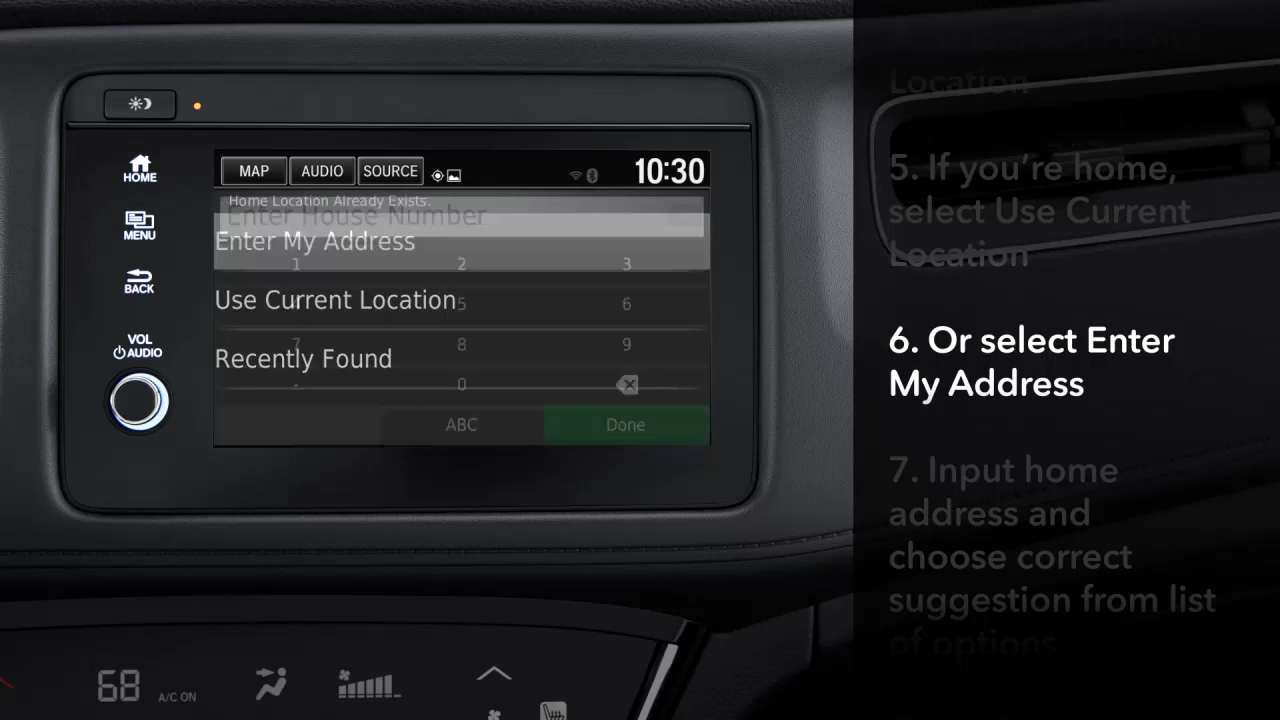 HOME
MENU
BACK
VOL
AUDIO
MAP AUDIO SOURCE 10:30
Home Location Already Exists.
Enter House Number
Enter My Address
1 2 3
Use Current Location
5 6
Recently Found
7 8 9
- 0
ABC Done
68 A/C ON
Location
5. If you’re home,
select Use Current
Location
6. Or select Enter
My Address
7. Input home
address and
choose correct
suggestion from list
of options